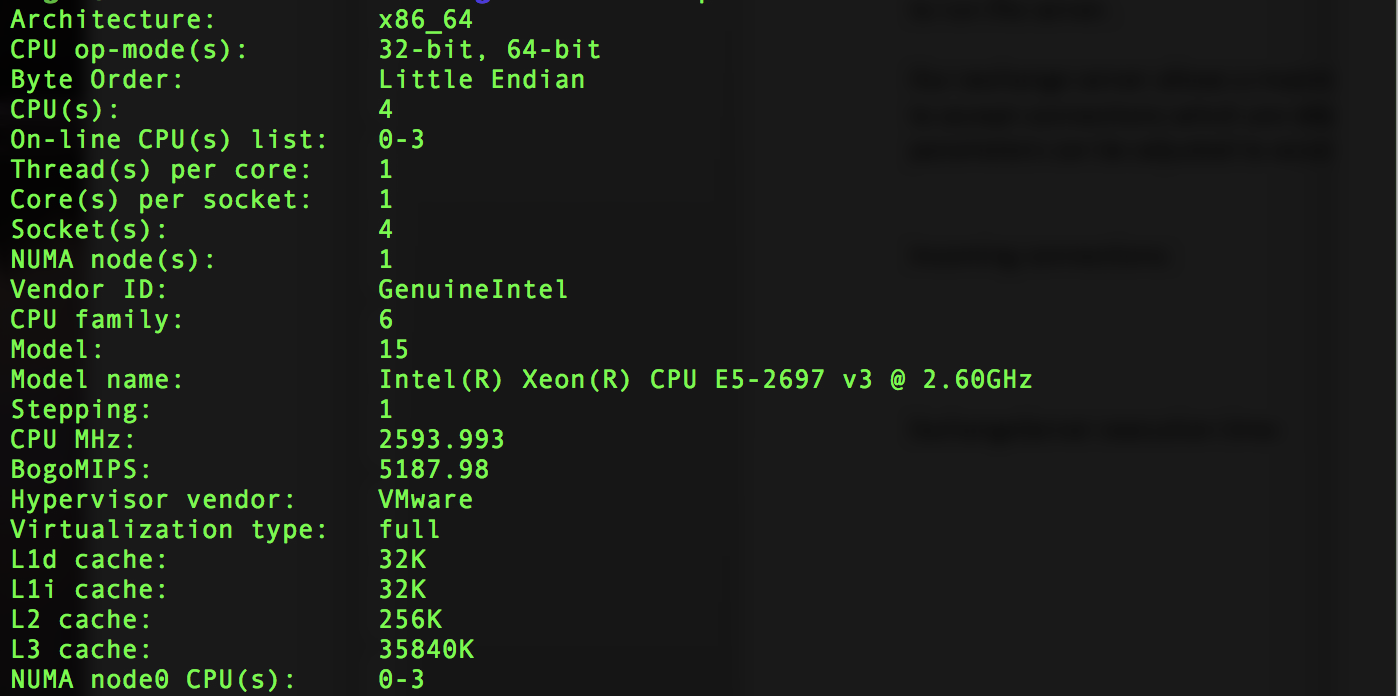 Architecture: x86_64
CPU op-mode(s): 32-bit, 64-bit
Byte Order: Little Endian
CPU(s): 4
On-line CPU(s) list: 0-3
Thread(s) per core: 1
Core(s) per socket: 1
Socket(s): 4
NUMA node(s): 1
Vendor ID: GenuineIntel
CPU family: 6
Model: 15
Model name: Intel(R) Xeon(R) CPU E5-2697 v3 @ 2.60GHz
Stepping: 1
CPU MHz: 2593.993
BogoMIPS: 5187.98
Hypervisor vendor: VMware
Virtualization type: full
L1d cache: 32K
L1i cache: 32K
L2 cache: 256K
L3 cache: 35840K
NUMA node0 CPU(s): 0-3